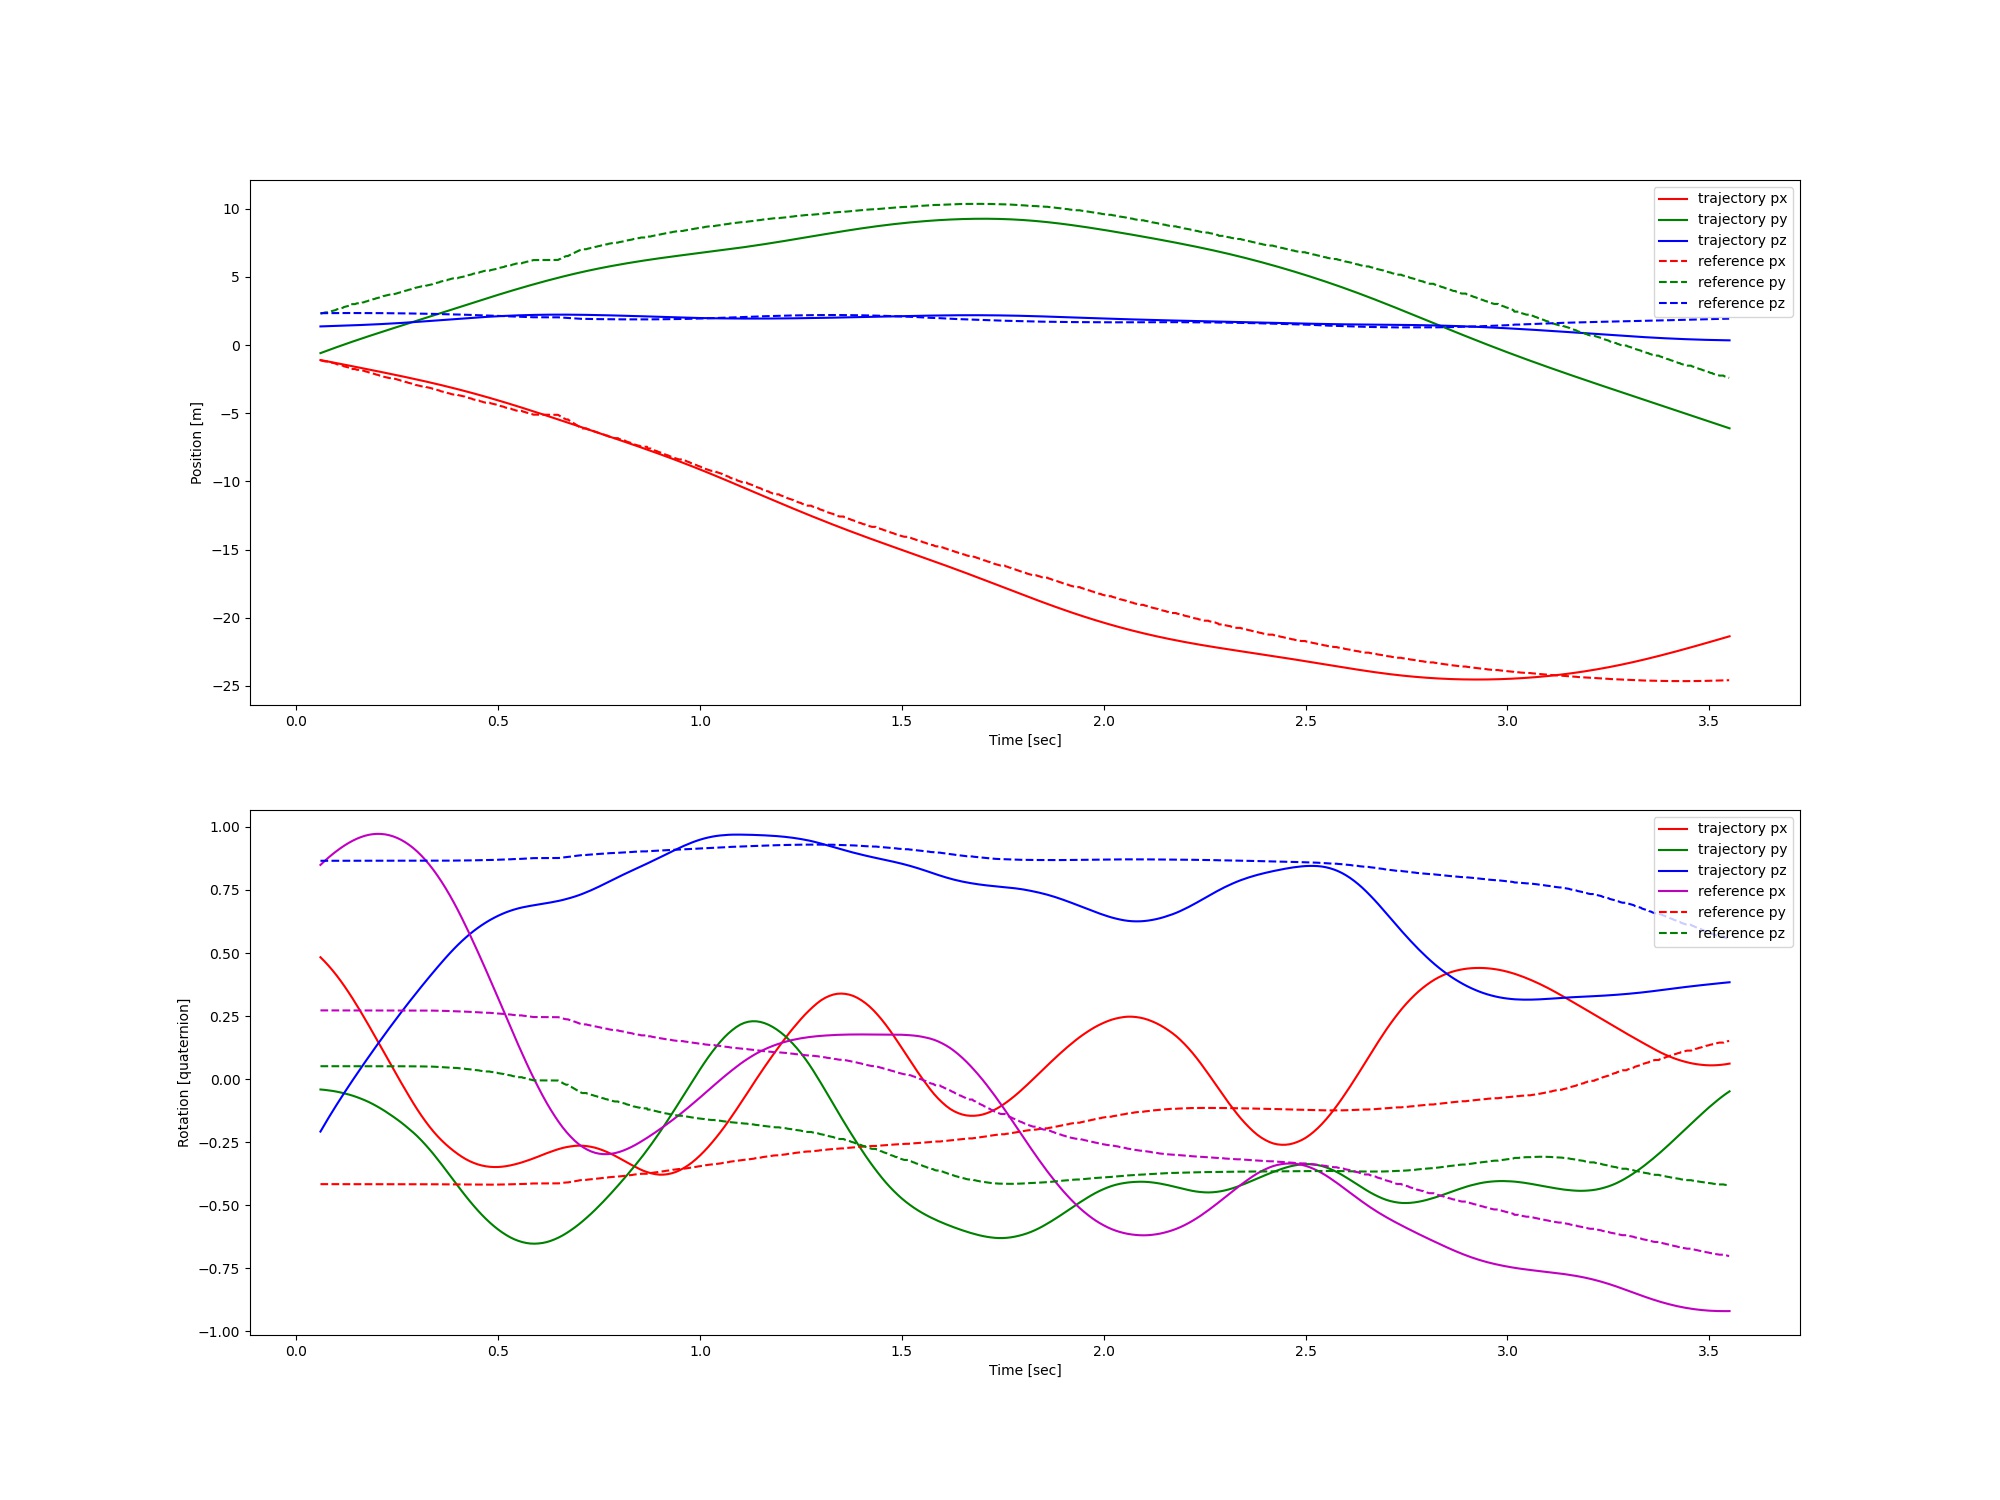 10
5
0
−5
−10
−15
−20
−25
Position [m]
0.0 0.5 1.0 1.5 2.0 2.5 3.0 3.5
Time [sec]
trajectory px
trajectory py
trajectory pz
reference px
reference py
reference pz
1.00
0.75
0.50
0.25
0.00
−0.25
−0.50
−0.75
−1.00
Rotation [quaternion]
0.0 0.5 1.0 1.5 2.0 2.5 3.0 3.5
Time [sec]
trajectory px
trajectory py
trajectory pz
reference px
reference py
reference pz